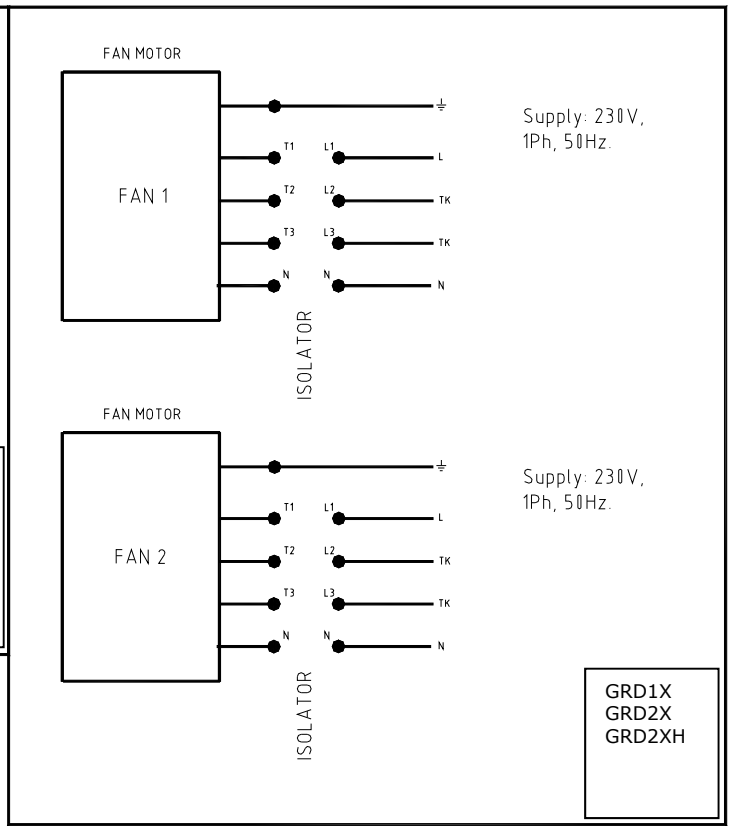 FAN MOTOR
FAN 1
T1 L1 L
T2 L2 TK
T3 L3 TK
N N N
ISOLATOR
Supply: 230V,
1Ph, 50Hz.
FAN MOTOR
FAN 2
T1 L1 L
T2 L2 TK
T3 L3 TK
N N N
ISOLATOR
Supply: 230V,
1Ph, 50Hz.
GRD1X
GRD2X
GRD2XH